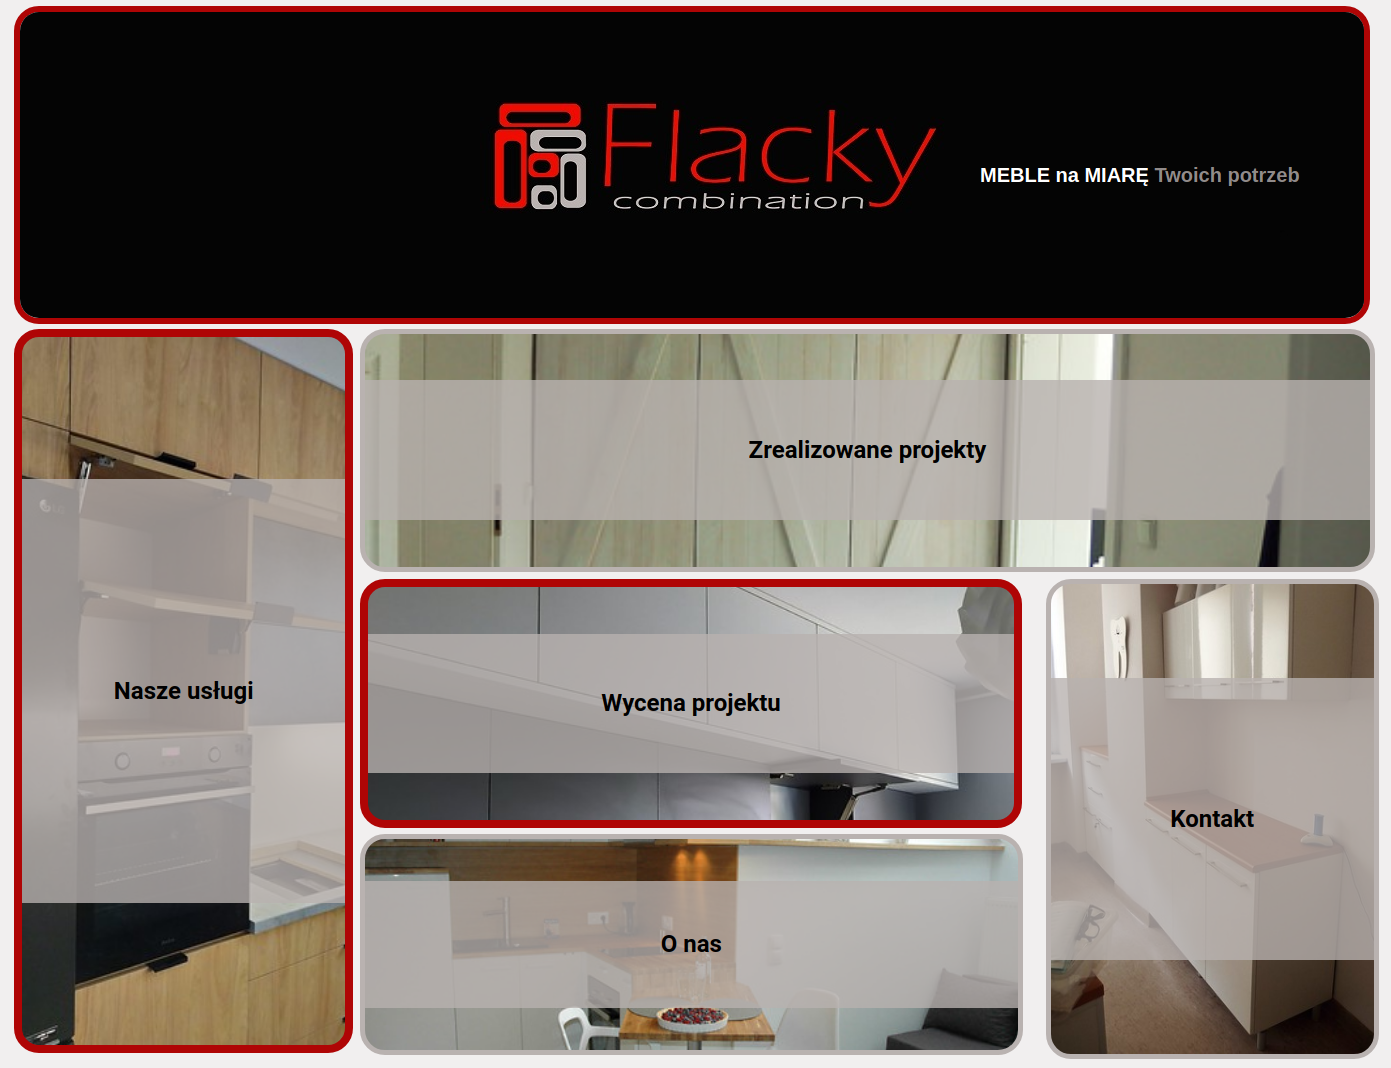 Flacky
combination
MEBLE na MIARĘ Twoich potrzeb
Zrealizowane projekty
Nasze usługi
Wycena projektu
Kontakt
O nas